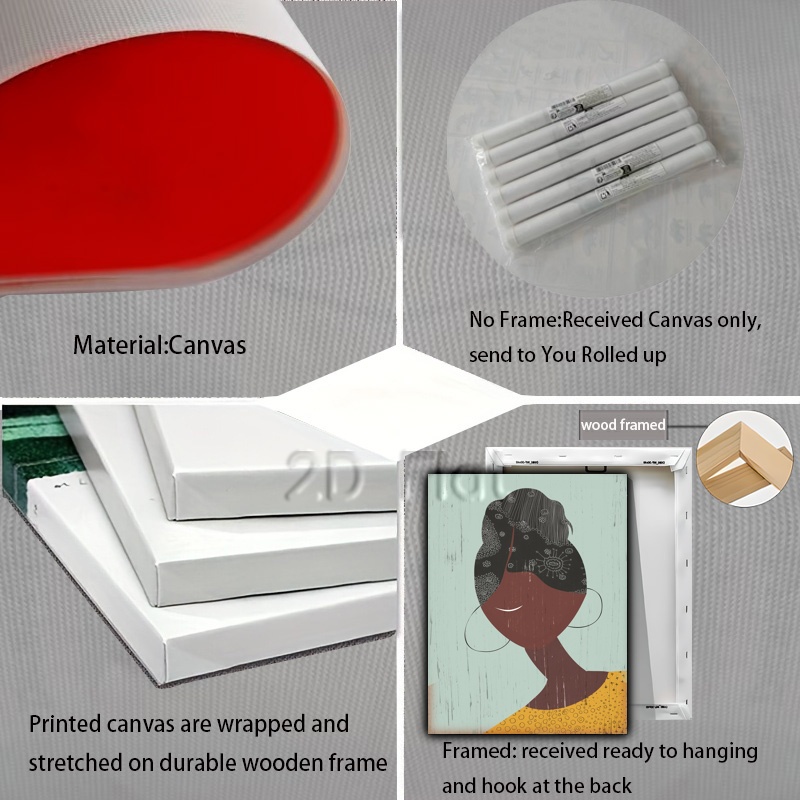 Material:Canvas
No Frame:Received Canvas only,
send to You Rolled up
2D Flat
wood framed
Printed canvas are wrapped and
stretched on durable wooden frame
Framed: received ready to hanging
and hook at the back